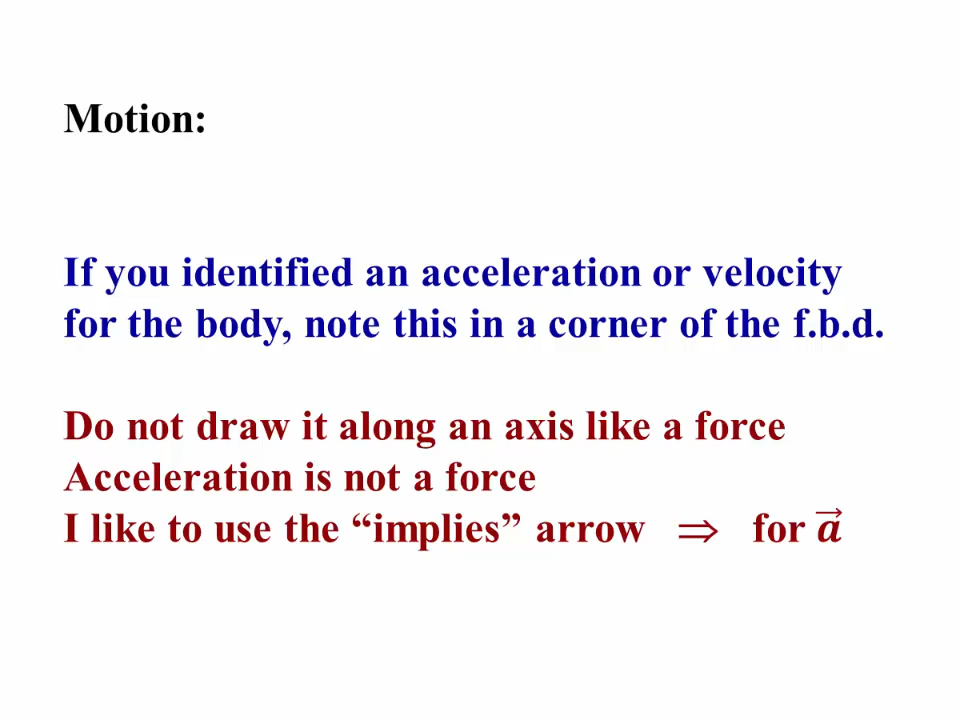 Motion:
If you identified an acceleration or velocity
for the body, note this in a corner of the f.b.d.
Do not draw it along an axis like a force
Acceleration is not a force
I like to use the “implies” arrow ⇒ for a⃗